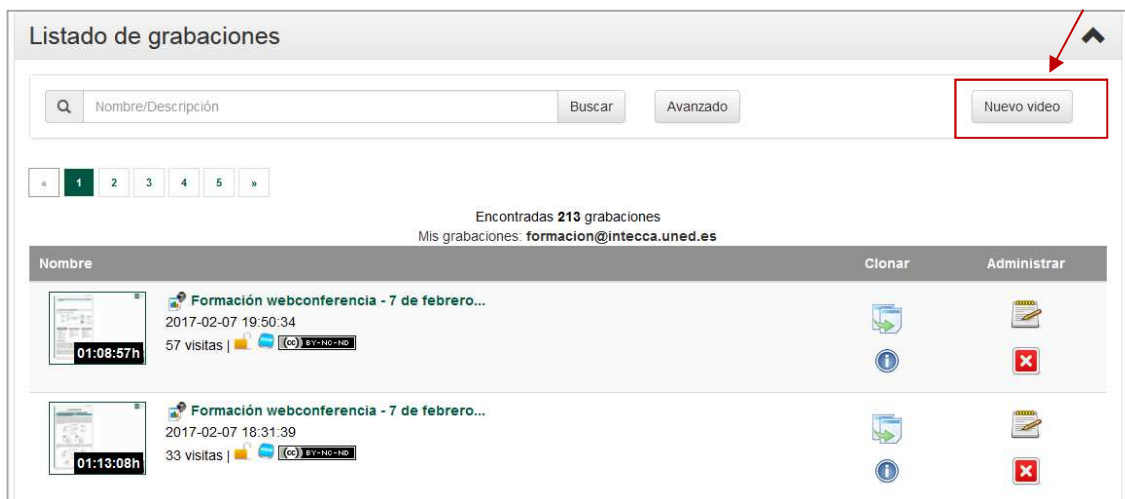 Listado de grabaciones
Nombre/Descripción Buscar Avanzado Nuevo video
« 1 2 3 4 5 »
Encontradas 213 grabaciones
Mis grabaciones: formacion@intecca.uned.es
Nombre Clonar Administrar
Formación webconferencia - 7 de febrero...
2017-02-07 19:50:34
57 visitas | (cc) BY-NC-ND
01:08:57h
Formación webconferencia - 7 de febrero...
2017-02-07 18:31:39
33 visitas | (cc) BY-NC-ND
01:13:08h